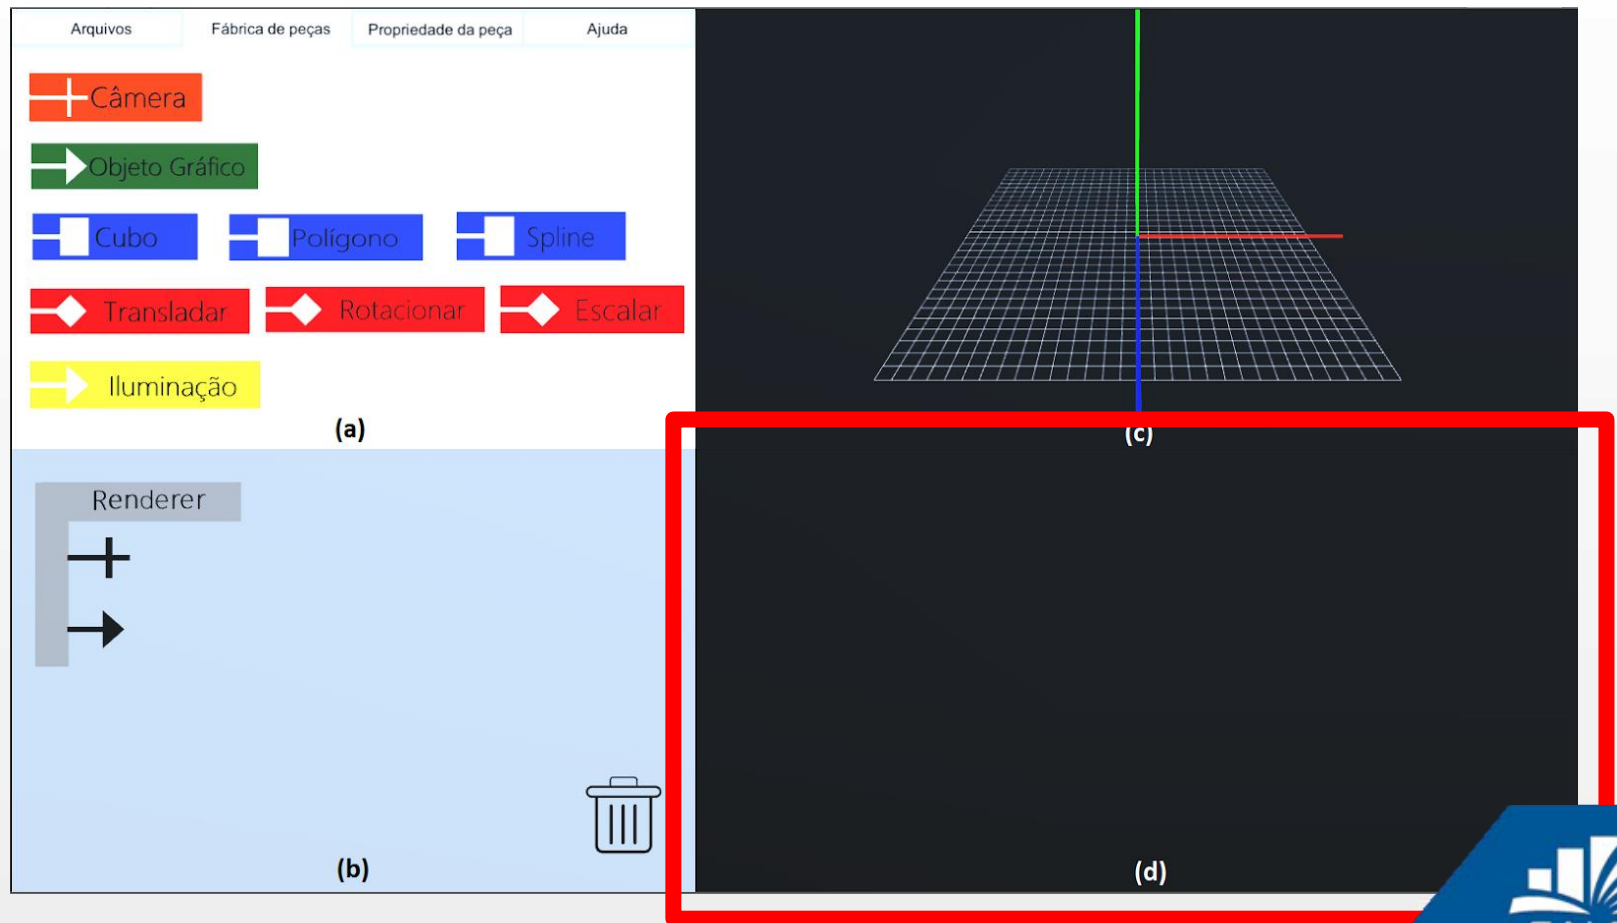 Arquivos Fábrica de peças Propriedade da peça Ajuda
Câmera
Objeto Gráfico
Cubo Polígono Spline
Transladar Rotacionar Escalar
Iluminação
(a)
(c)
Renderer
(b)
(d)